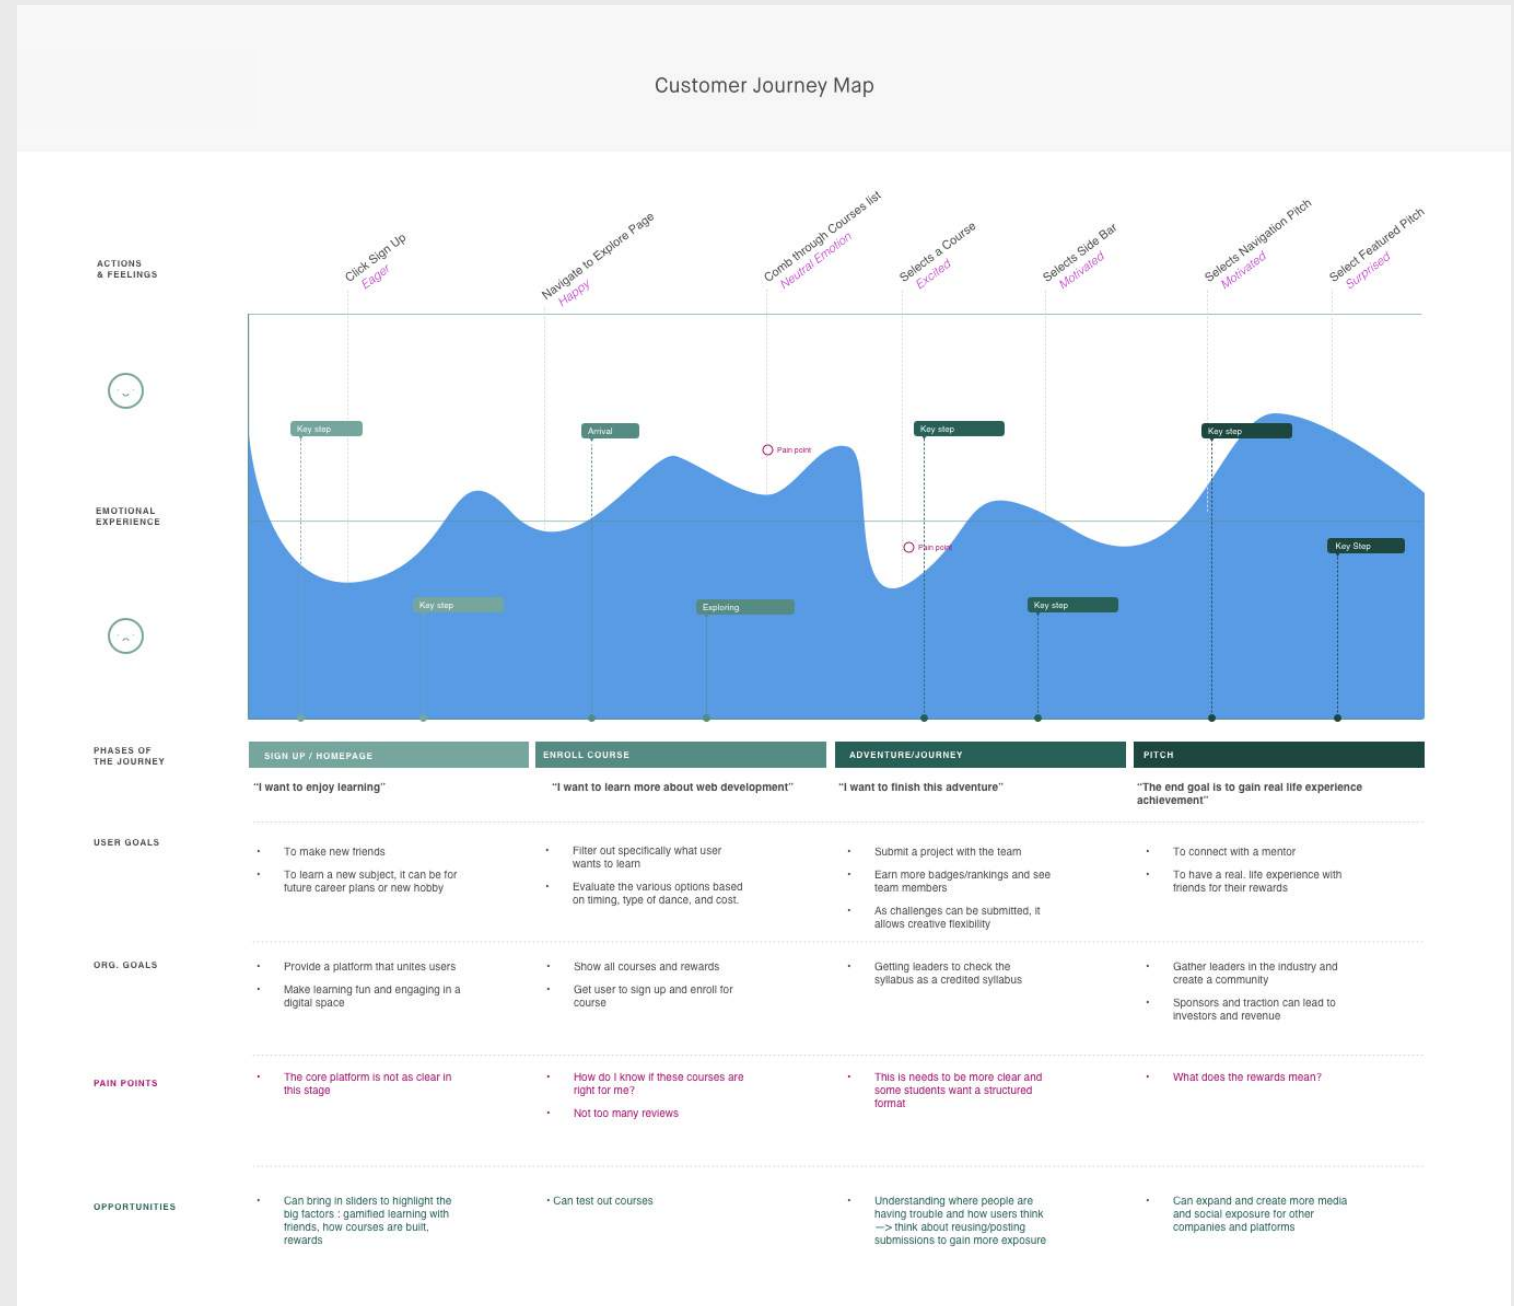 Customer Journey Map
ACTIONS
& FEELINGS
Click Sign Up
Eager
Navigate to Explore Page
Happy
Comb through Courses list
Neutral Emotion
Selects a Course
Excited
Selects Side Bar
Motivated
Selects Navigation Pitch
Motivated
Select Featured Pitch
Surprised
Key step
Arrival
Pain point
Key step
Key step
EMOTIONAL
EXPERIENCE
Pain point
Key Step
Key step
Exploring
Key step
PHASES OF
THE JOURNEY
SIGN UP / HOMEPAGE
ENROLL COURSE
ADVENTURE/JOURNEY
PITCH
“I want to enjoy learning”
“I want to learn more about web development”
“I want to finish this adventure”
“The end goal is to gain real life experience
achievement”
USER GOALS
• To make new friends
• To learn a new subject, it can be for
future career plans or new hobby
• Filter out specifically what user
wants to learn
• Evaluate the various options based
on timing, type of dance, and cost.
• Submit a project with the team
• Earn more badges/rankings and see
team members
• As challenges can be submitted, it
allows creative flexibility
• To connect with a mentor
• To have a real. life experience with
friends for their rewards
ORG. GOALS
• Provide a platform that unites users
• Make learning fun and engaging in a
digital space
• Show all courses and rewards
• Get user to sign up and enroll for
course
• Getting leaders to check the
syllabus as a credited syllabus
• Gather leaders in the industry and
create a community
• Sponsors and traction can lead to
investors and revenue
PAIN POINTS
• The core platform is not as clear in
this stage
• How do I know if these courses are
right for me?
• Not too many reviews
• This is needs to be more clear and
some students want a structured
format
• What does the rewards mean?
OPPORTUNITIES
• Can bring in sliders to highlight the
big factors : gamified learning with
friends, how courses are built,
rewards
• Can test out courses
• Understanding where people are
having trouble and how users think
—> think about reusing/posting
submissions to gain more exposure
• Can expand and create more media
and social exposure for other
companies and platforms